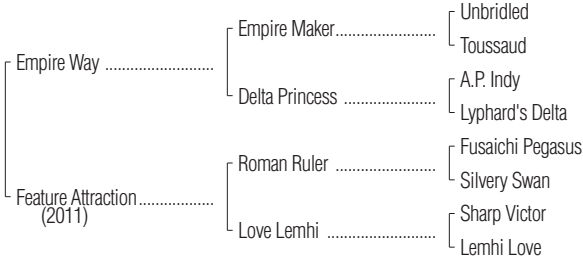 Unbridled
Empire Maker
Toussaud
Empire Way
A.P. Indy
Delta Princess
Lyphard's Delta
Fusaichi Pegasus
Roman Ruler
Silvery Swan
Feature Attraction
(2011)
Sharp Victor
Love Lemhi
Lemhi Love